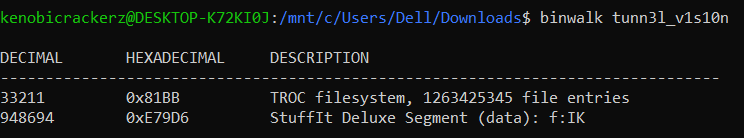 kenobicrackerz@DESKTOP-K72KI0J:/mnt/c/Users/Dell/Downloads$ binwalk tunn3l_v1s10n
DECIMAL       HEXADECIMAL     DESCRIPTION
--------------------------------------------------------------------------------
33211         0x81BB          TROC filesystem, 1263425345 file entries
948694        0xE79D6         StuffIt Deluxe Segment (data): f:IK